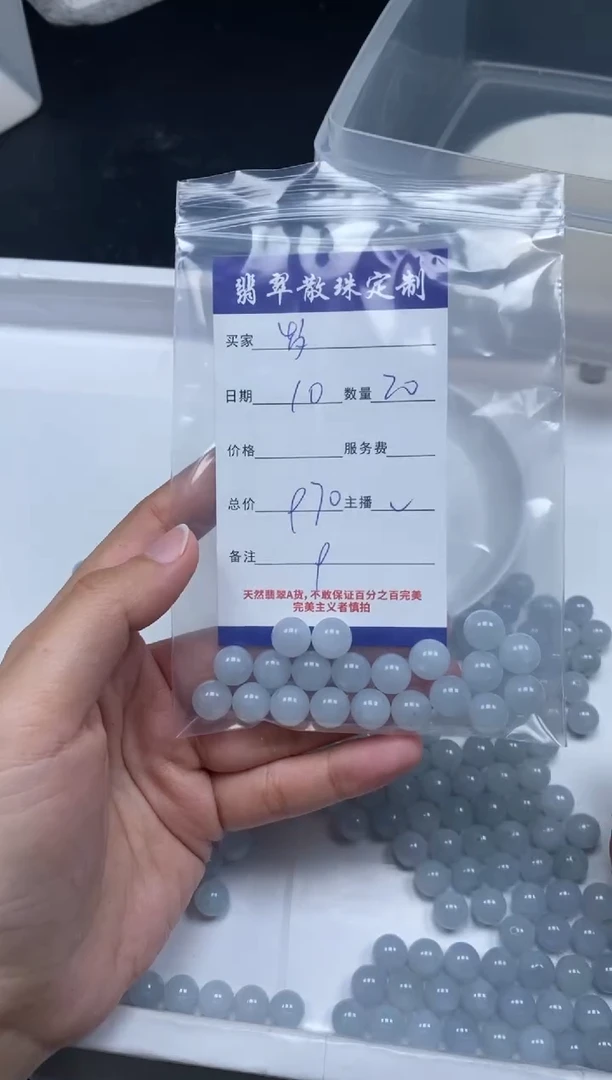 翡翠散珠定制
买家
日期 10 数量 20
价格 服务费
总价 970 主播
备注
天然翡翠A货，不敢保证百分之百完美
完美主义者慎拍